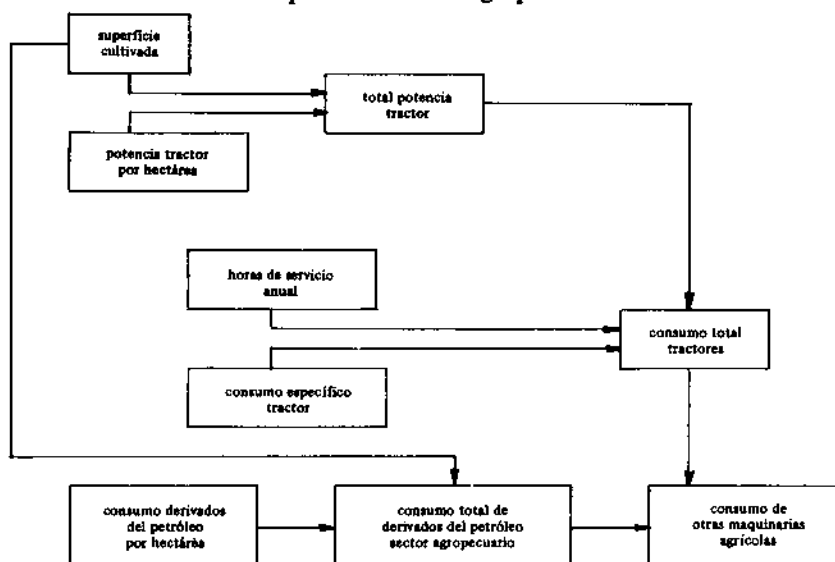 superfície
cultivada
total potencia
tractor
potencia tractor
por hectárea
horas de servicio
anual
consumo total
tractores
consumo específico
tractor
consumo derivados
del petróleo
por hectárea
consumo total de
derivados del petróleo
sector agropecuario
consumo de
otras maquinarias
agrícolas